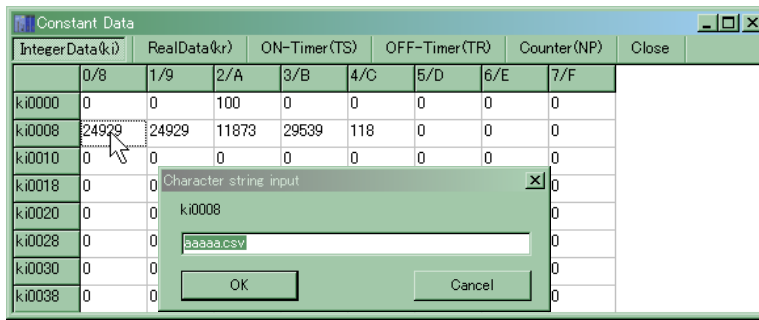 Constant Data
IntegerData(ki) RealData(kr) ON-Timer(TS) OFF-Timer(TR) Counter(NP) Close
0/8 1/9 2/A 3/B 4/C 5/D 6/E 7/F
ki0000 0 0 100 0 0 0 0 0
ki0008 24929 24929 11873 29539 118 0 0 0
ki0010 0 0 0 0 0 0 0 0
ki0018 0 0 Character string input 0
ki0020 0 0 ki0008 0
ki0028 0 0 aaaaa.csv 0
ki0030 0 0 0
ki0038 0 0 OK Cancel 0